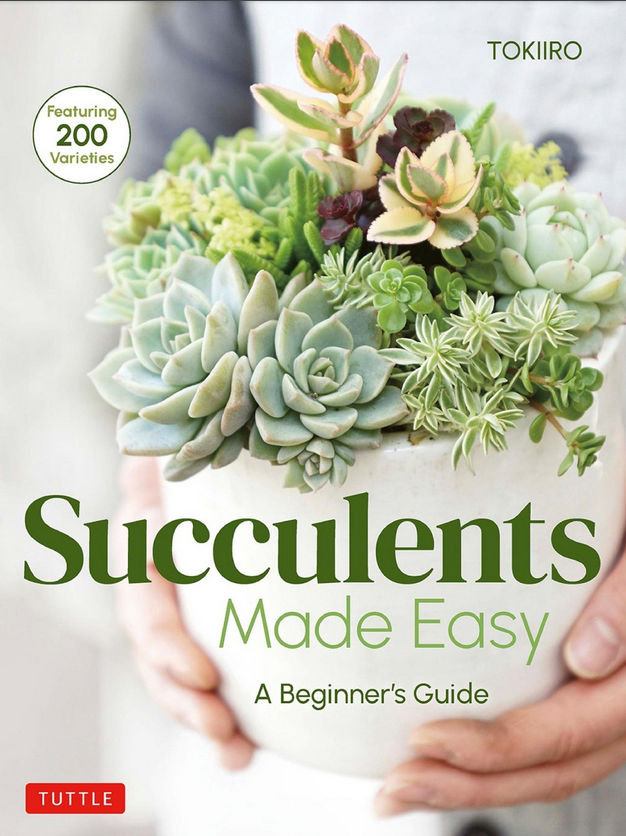 TOKIIRO
Featuring
200
Varieties
Succulents
Made Easy
A Beginner's Guide
TUTTLE